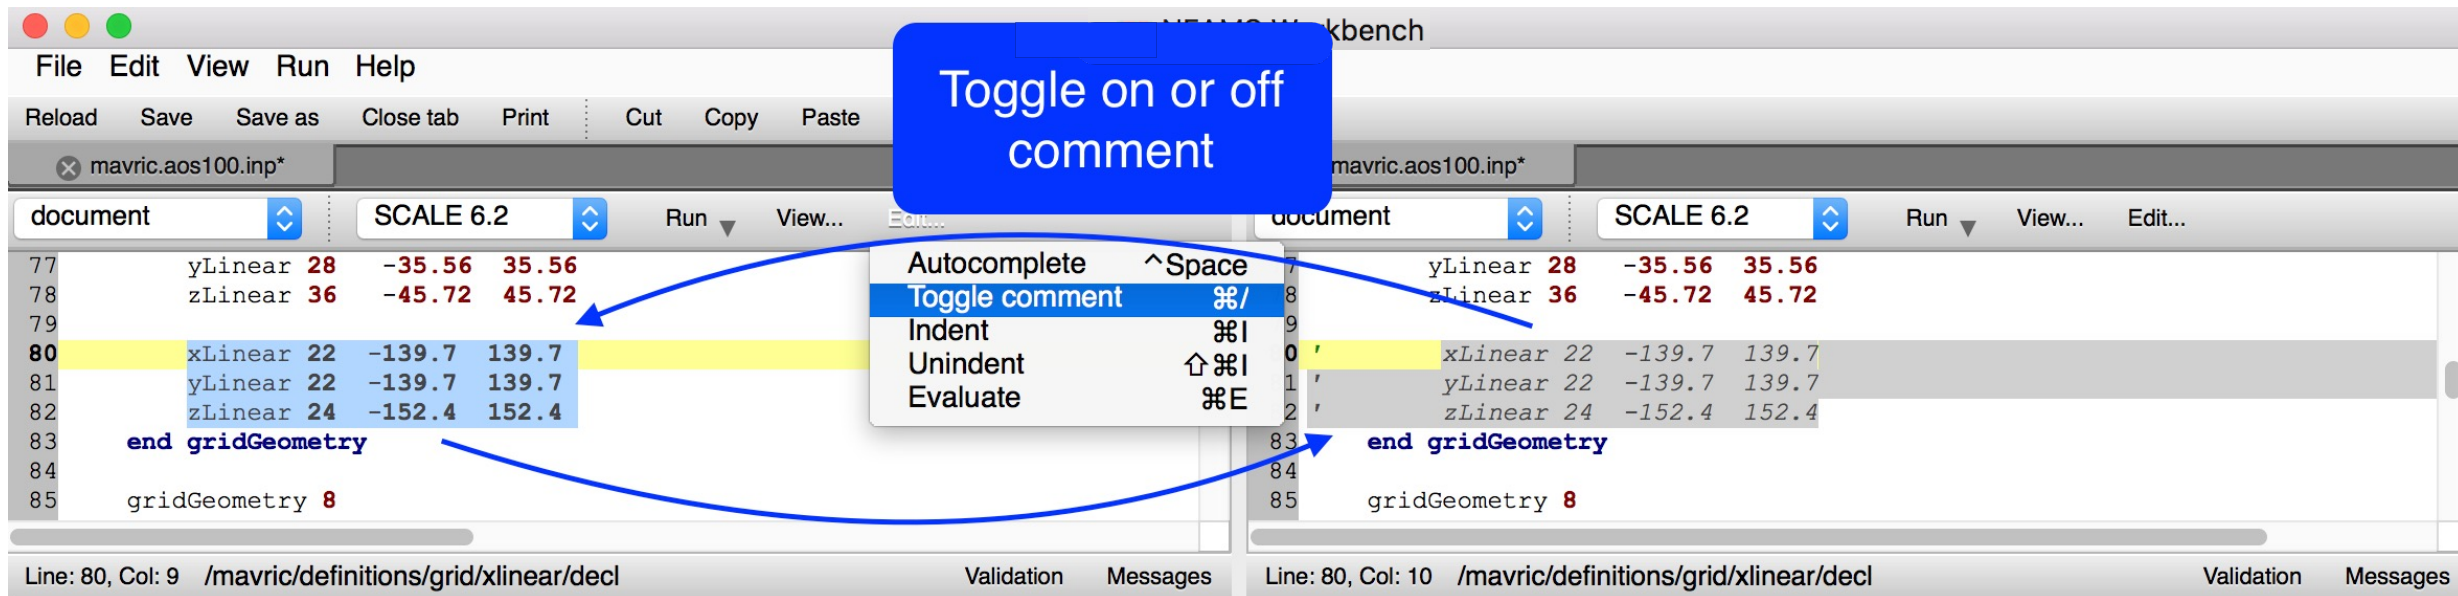 kbench
File Edit View Run Help
Toggle on or off
comment
Reload Save Save as Close tab Print Cut Copy Paste
mavric.aos100.inp*
mavric.aos100.inp*
document SCALE 6.2 Run View... Edit...
document SCALE 6.2 Run View... Edit...
77 yLinear 28 -35.56 35.56
78 zLinear 36 -45.72 45.72
79
80 xLinear 22 -139.7 139.7
81 yLinear 22 -139.7 139.7
82 zLinear 24 -152.4 152.4
83 end gridGeometry
84
85 gridGeometry 8
Autocomplete ^Space
Toggle comment ⌘/
Indent ⌘I
Unindent ⇧⌘I
Evaluate ⌘E
7 yLinear 28 -35.56 35.56
8 zLinear 36 -45.72 45.72
9
0 ' xLinear 22 -139.7 139.7
1 ' yLinear 22 -139.7 139.7
2 ' zLinear 24 -152.4 152.4
83 end gridGeometry
84
85 gridGeometry 8
Line: 80, Col: 9 /mavric/definitions/grid/xlinear/decl Validation Messages
Line: 80, Col: 10 /mavric/definitions/grid/xlinear/decl Validation Messages